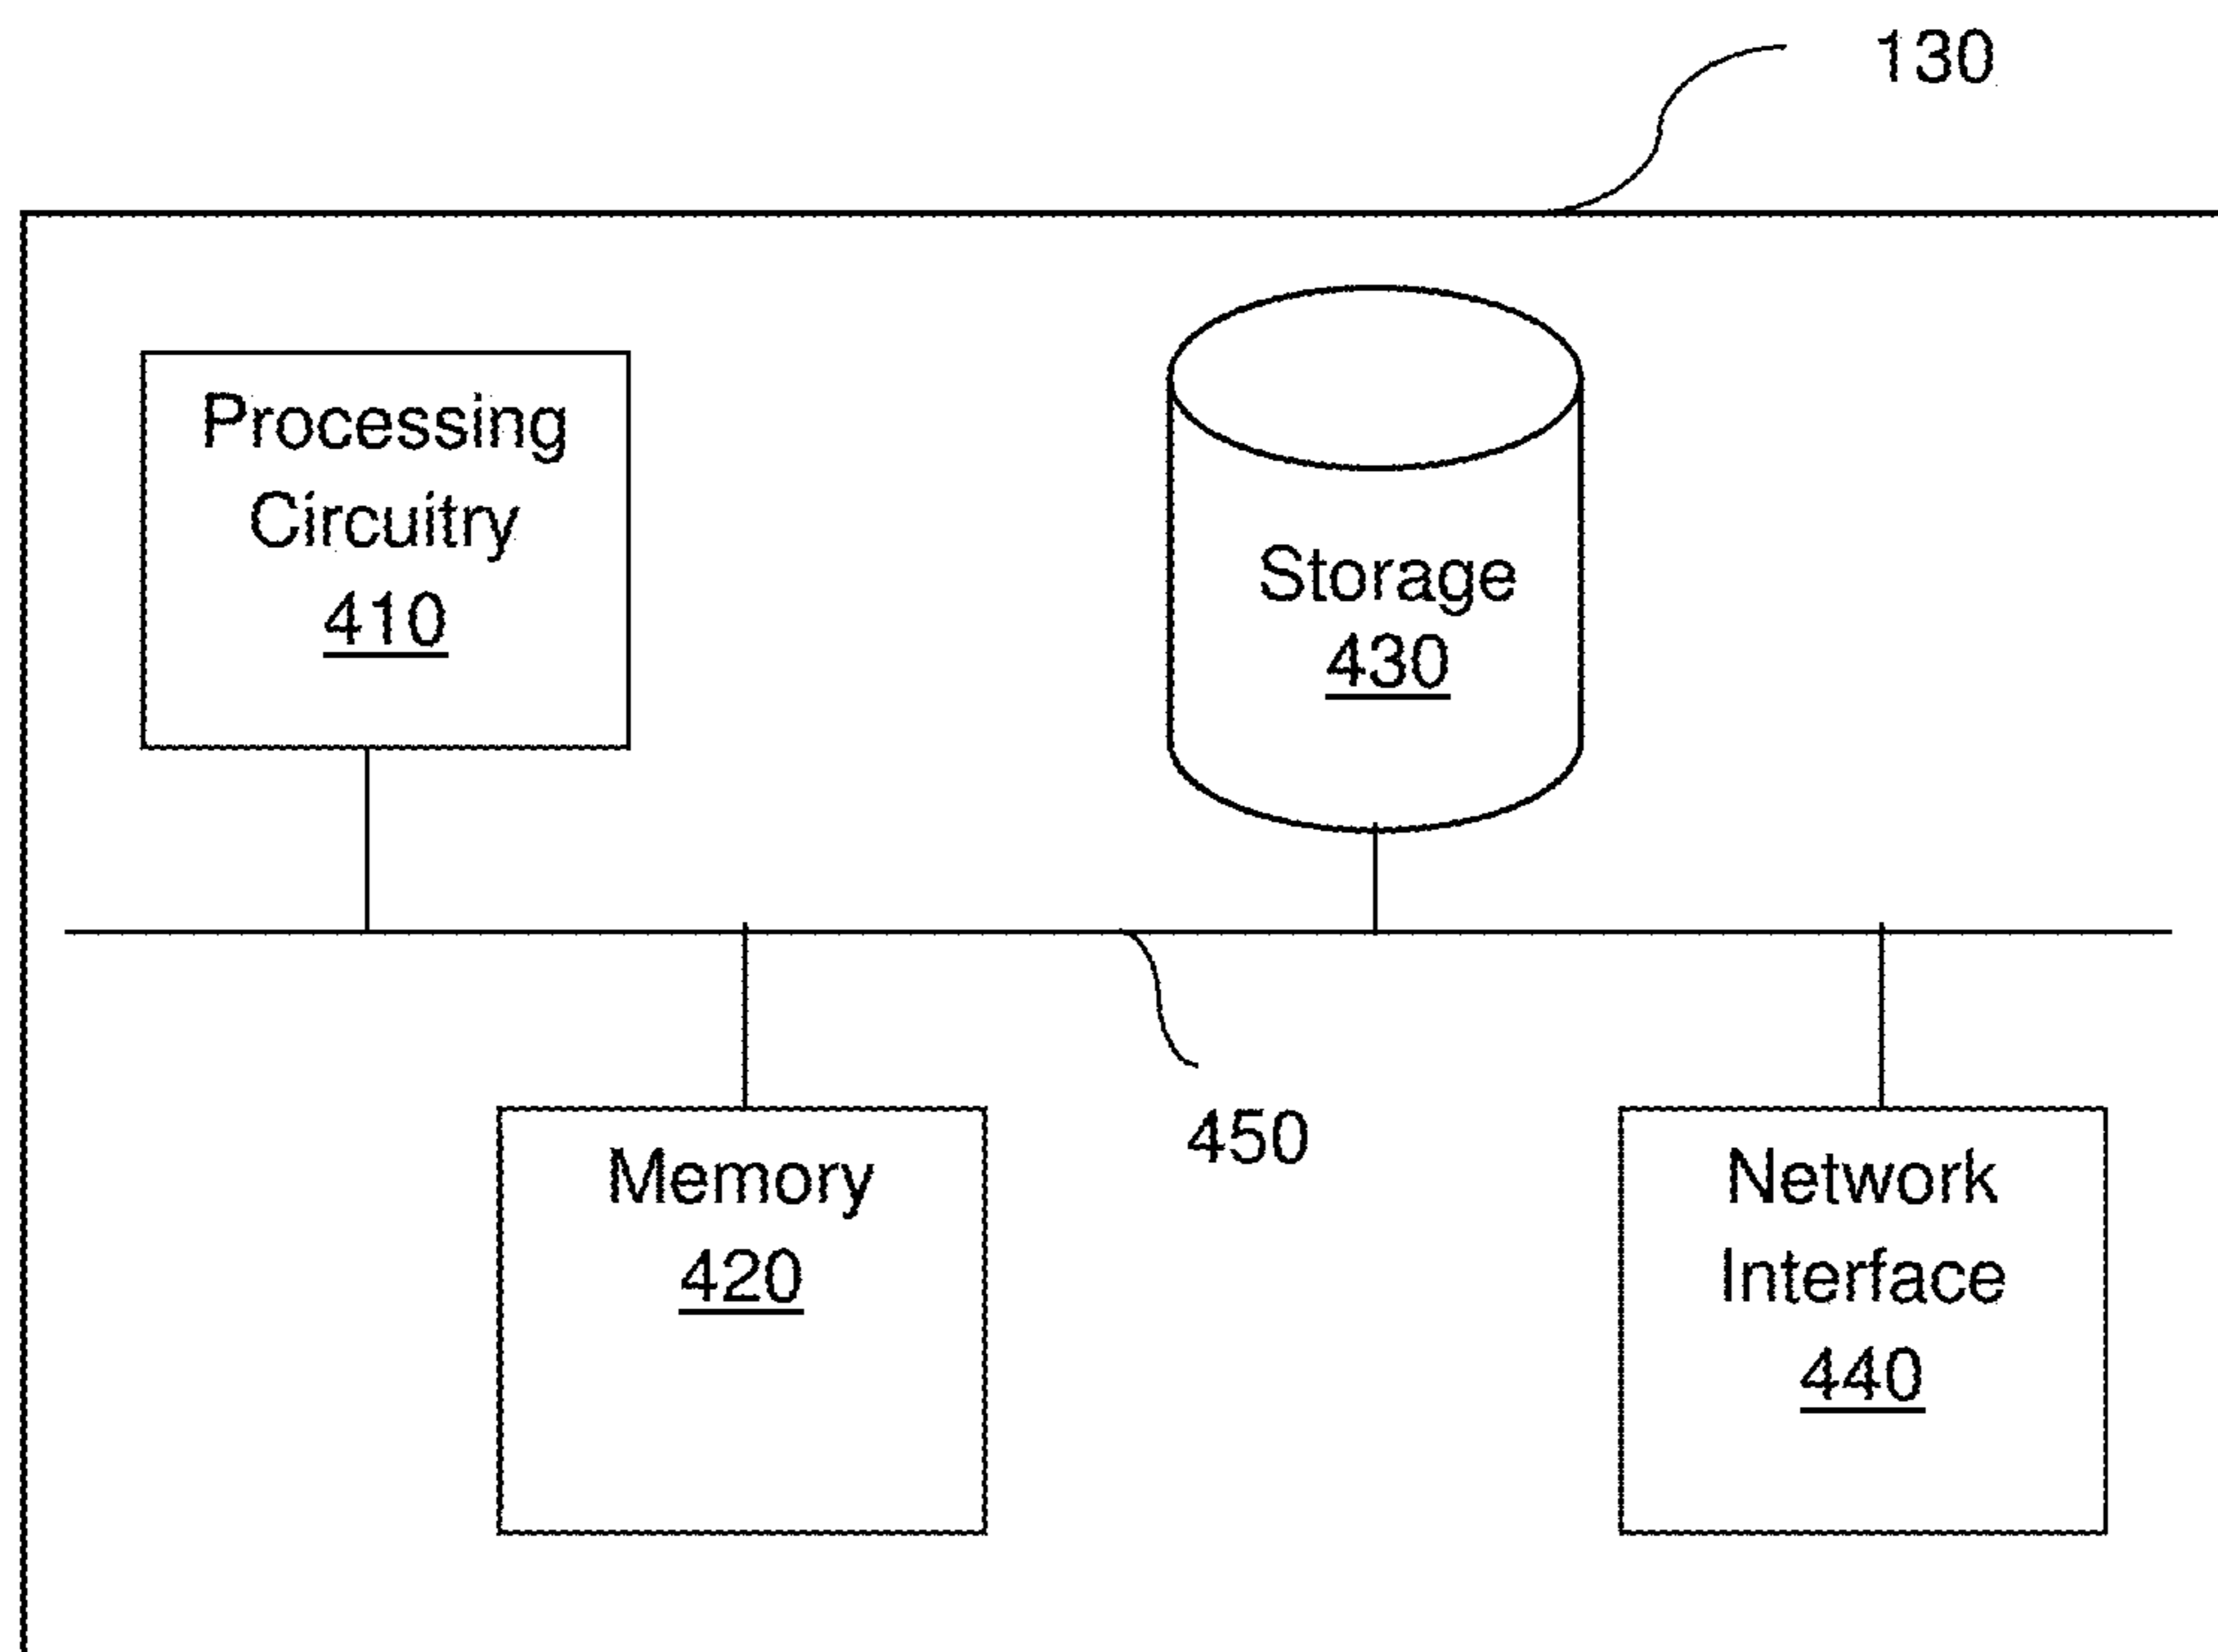 130
Processing
Circuitry
410
Storage
430
450
Memory
420
Network
Interface
440